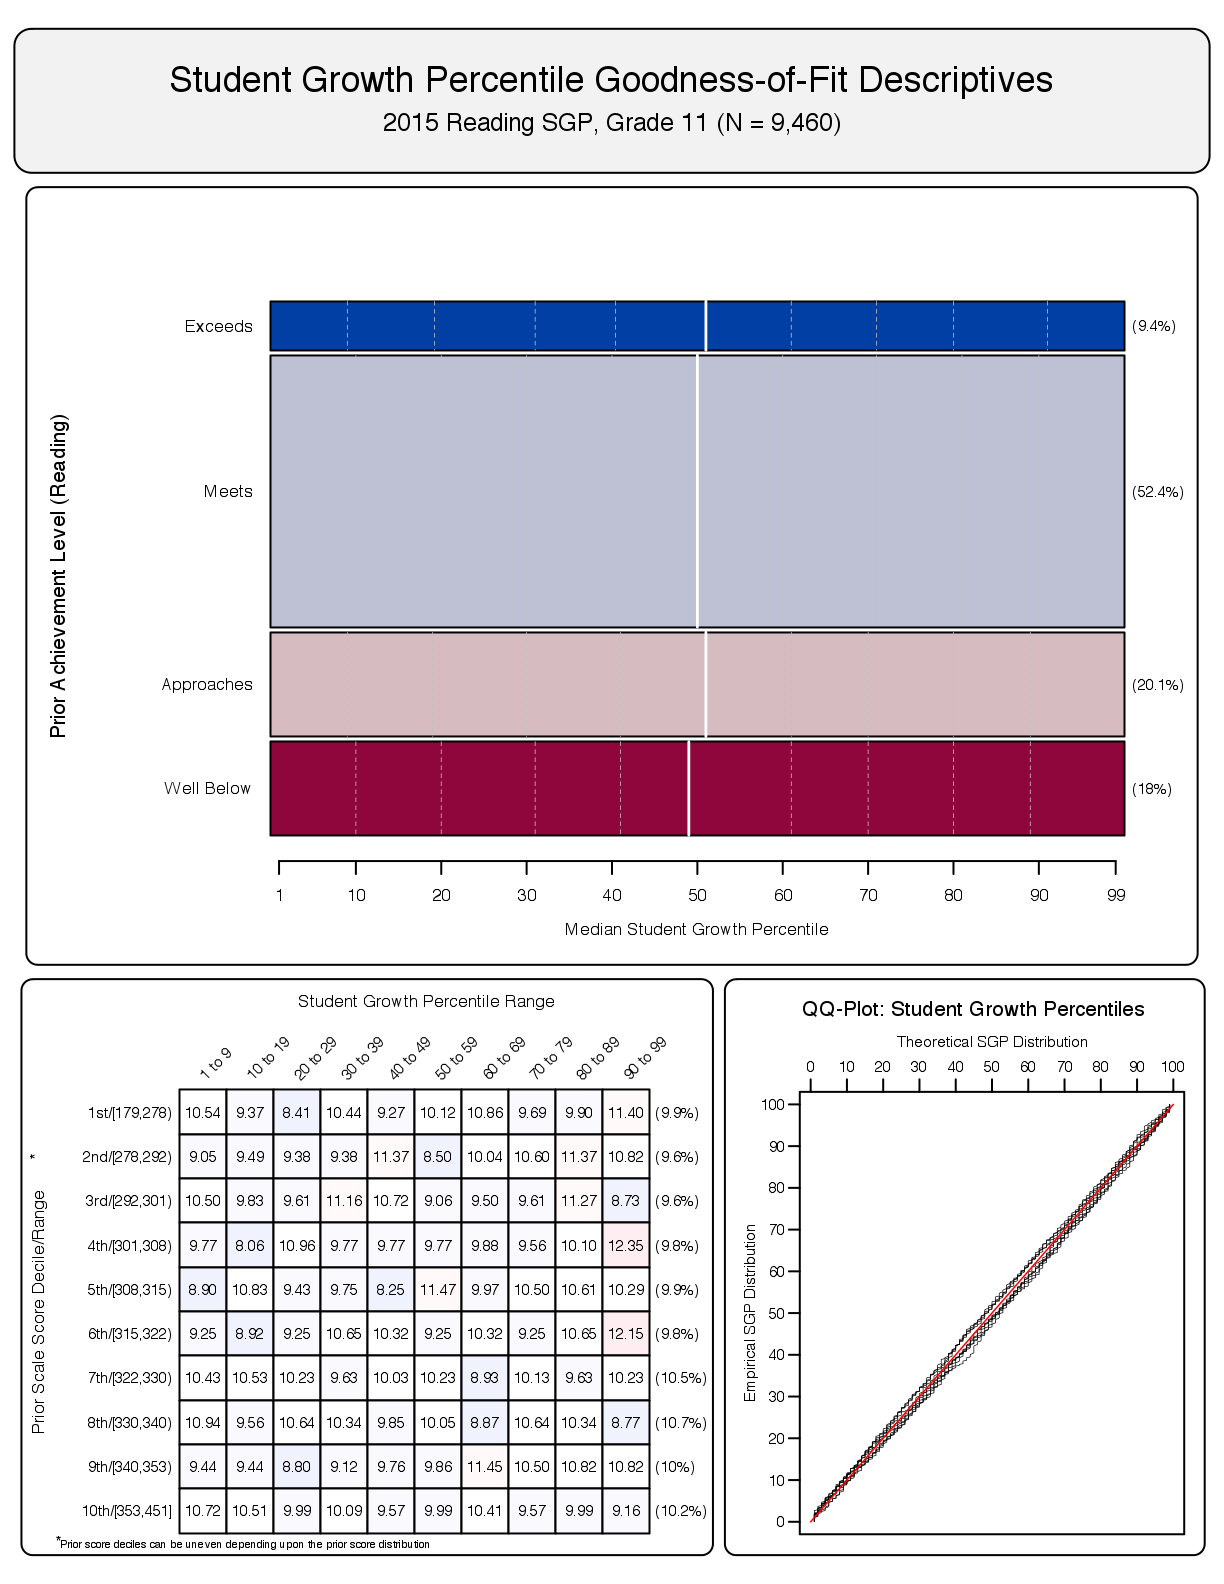 Student Growth Percentile Goodness-of-Fit Descriptives
2015 Reading SGP, Grade 11 (N = 9,460)
Prior Achievement Level (Reading)
Exceeds (9.4%)
Meets (52.4%)
Approaches (20.1%)
Well Below (18%)
1 10 20 30 40 50 60 70 80 90 99
Median Student Growth Percentile
Student Growth Percentile Range
1 to 9 10 to 19 20 to 29 30 to 39 40 to 49 50 to 59 60 to 69 70 to 79 80 to 89 90 to 99
Prior Scale Score Decile/Range *
1st/[179,278) 10.54 9.37 8.41 10.44 9.27 10.12 10.86 9.69 9.90 11.40 (9.9%)
2nd/[278,292) 9.05 9.49 9.38 9.38 11.37 8.50 10.04 10.60 11.37 10.82 (9.6%)
3rd/[292,301) 10.50 9.83 9.61 11.16 10.72 9.06 9.50 9.61 11.27 8.73 (9.6%)
4th/[301,308) 9.77 8.06 10.96 9.77 9.77 9.77 9.88 9.56 10.10 12.35 (9.8%)
5th/[308,315) 8.90 10.83 9.43 9.75 8.25 11.47 9.97 10.50 10.61 10.29 (9.9%)
6th/[315,322) 9.25 8.92 9.25 10.65 10.32 9.25 10.32 9.25 10.65 12.15 (9.8%)
7th/[322,330) 10.43 10.53 10.23 9.63 10.03 10.23 8.93 10.13 9.63 10.23 (10.5%)
8th/[330,340) 10.94 9.56 10.64 10.34 9.85 10.05 8.87 10.64 10.34 8.77 (10.7%)
9th/[340,353) 9.44 9.44 8.80 9.12 9.76 9.86 11.45 10.50 10.82 10.82 (10%)
10th/[353,451] 10.72 10.51 9.99 10.09 9.57 9.99 10.41 9.57 9.99 9.16 (10.2%)
*Prior score deciles can be uneven depending upon the prior score distribution
QQ-Plot: Student Growth Percentiles
Theoretical SGP Distribution
0 10 20 30 40 50 60 70 80 90 100
Empirical SGP Distribution
100
90
80
70
60
50
40
30
20
10
0